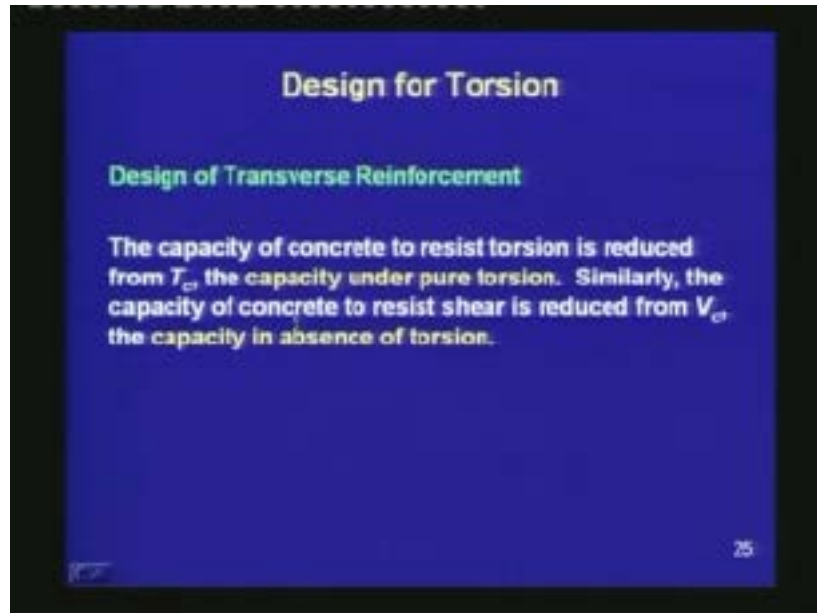 Design for Torsion
Design of Transverse Reinforcement
The capacity of concrete to resist torsion is reduced
from Tcr, the capacity under pure torsion. Similarly, the
capacity of concrete to resist shear is reduced from Vcr,
the capacity in absence of torsion.
25